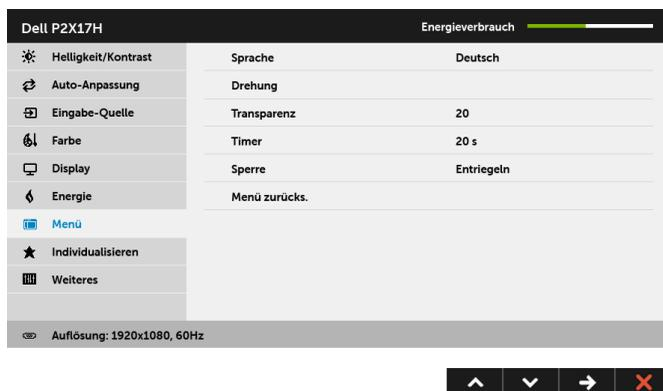 Dell P2X17H Energieverbrauch
Helligkeit/Kontrast Sprache Deutsch
Auto-Anpassung Drehung
Eingabe-Quelle Transparenz 20
Farbe Timer 20 s
Display Sperre Entriegeln
Energie Menü zurücks.
Menü
Individualisieren
Weiteres
Auflösung: 1920x1080, 60Hz